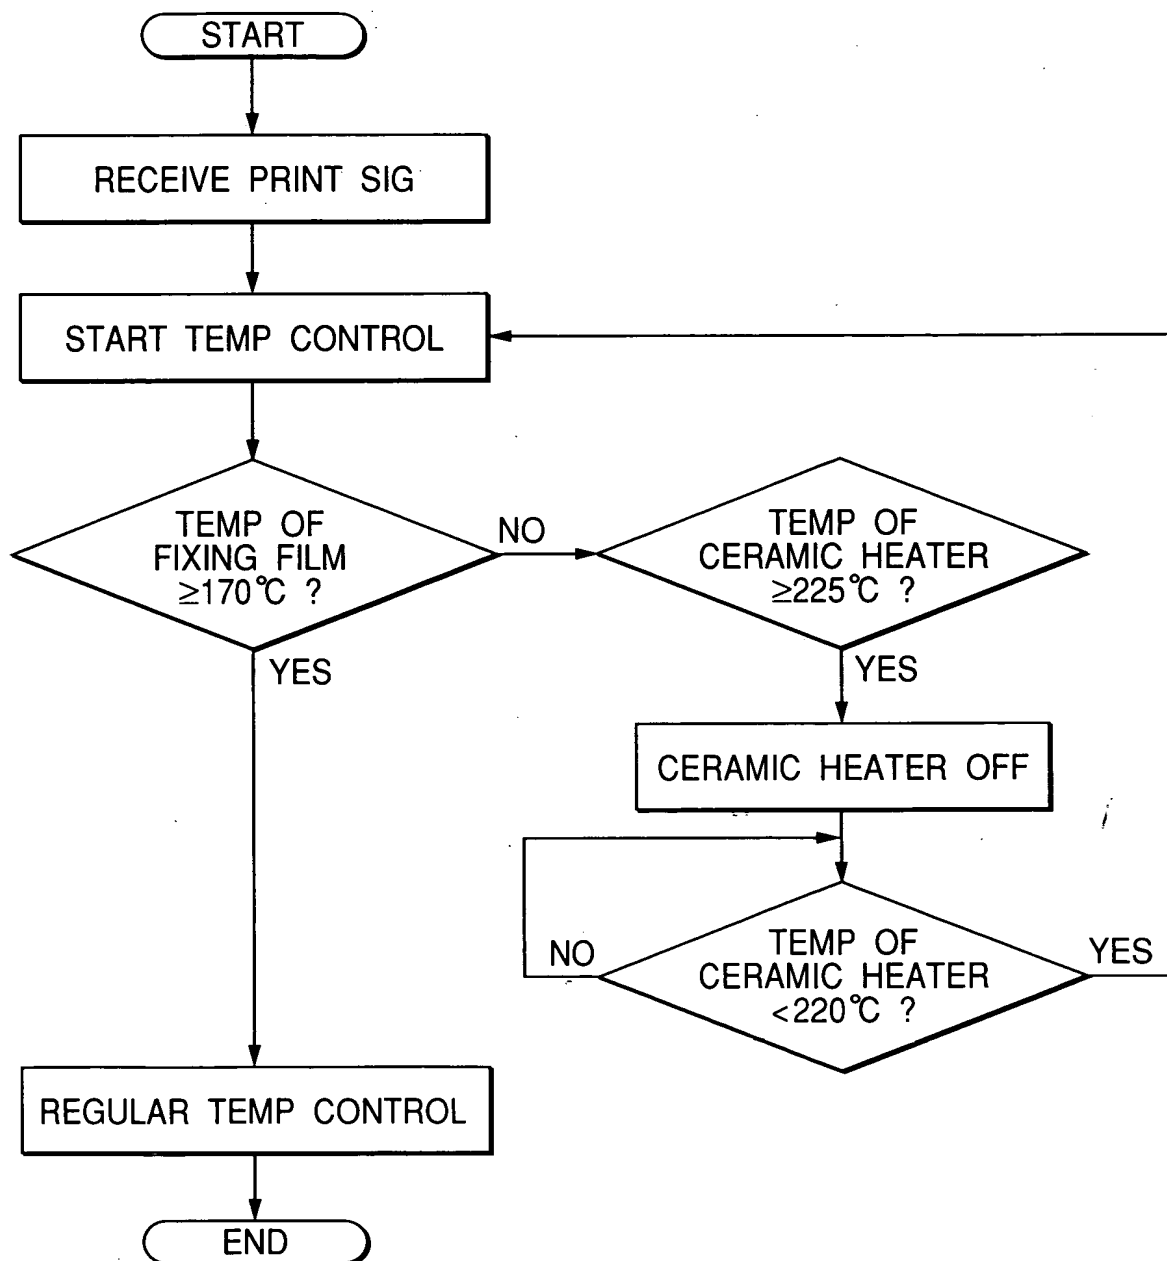 START
RECEIVE PRINT SIG
START TEMP CONTROL
TEMP OF
FIXING FILM
≥170°C ?
NO
YES
TEMP OF
CERAMIC HEATER
≥225°C ?
YES
CERAMIC HEATER OFF
TEMP OF
CERAMIC HEATER
<220°C ?
NO
YES
REGULAR TEMP CONTROL
END